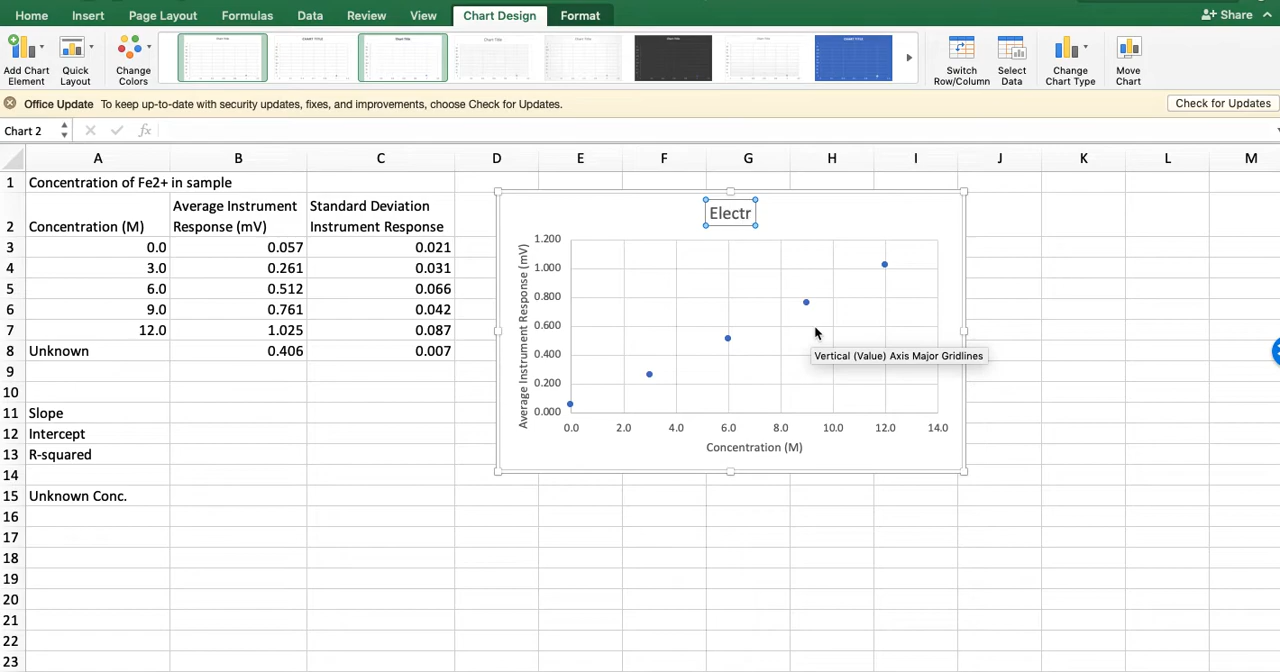 Home Insert Page Layout Formulas Data Review View Chart Design Format Share
Add Chart Element Quick Layout Change Colors Switch Row/Column Select Data Change Chart Type Move Chart
Office Update To keep up-to-date with security updates, fixes, and improvements, choose Check for Updates. Check for Updates
Chart 2 fx
A B C D E F G H I J K L M
1 Concentration of Fe2+ in sample
2 Concentration (M) Average Instrument Response (mV) Standard Deviation Instrument Response
3 0.0 0.057 0.021
4 3.0 0.261 0.031
5 6.0 0.512 0.066
6 9.0 0.761 0.042
7 12.0 1.025 0.087
8 Unknown 0.406 0.007
9
10
11 Slope
12 Intercept
13 R-squared
14
15 Unknown Conc.
16
17
18
19
20
21
22
23
Electr
Average Instrument Response (mV)
1.200
1.000
0.800
0.600
0.400
0.200
0.000
0.0 2.0 4.0 6.0 8.0 10.0 12.0 14.0
Concentration (M)
Vertical (Value) Axis Major Gridlines